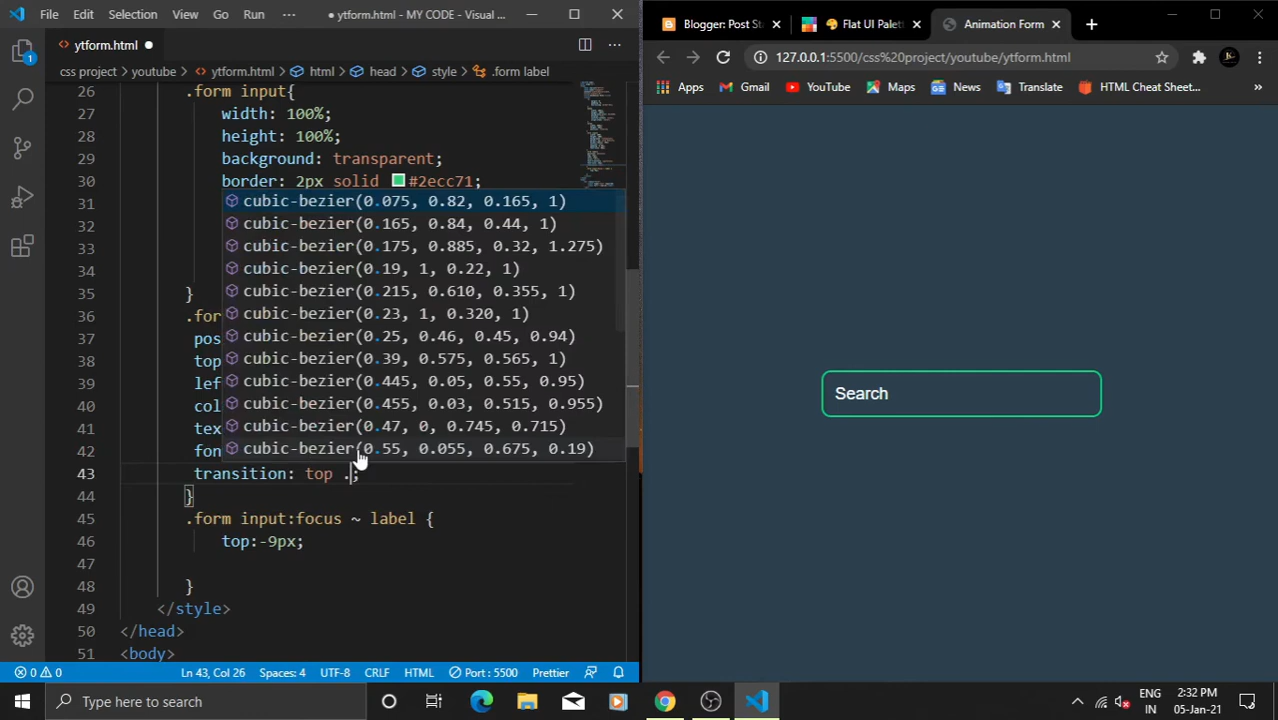 File Edit Selection View Go Run ··· ● ytform.html - MY CODE - Visual ...
ytform.html ●
css project > youtube > ytform.html > html > head > style > .form label
26 .form input{
27 width: 100%;
28 height: 100%;
29 background: transparent;
30 border: 2px solid #2ecc71;
31
32
33
34
35 }
36 .for
37 pos
38 top
39 lef
40 col
41 tex
42 fon
cubic-bezier(0.075, 0.82, 0.165, 1)
cubic-bezier(0.165, 0.84, 0.44, 1)
cubic-bezier(0.175, 0.885, 0.32, 1.275)
cubic-bezier(0.19, 1, 0.22, 1)
cubic-bezier(0.215, 0.610, 0.355, 1)
cubic-bezier(0.23, 1, 0.320, 1)
cubic-bezier(0.25, 0.46, 0.45, 0.94)
cubic-bezier(0.39, 0.575, 0.565, 1)
cubic-bezier(0.445, 0.05, 0.55, 0.95)
cubic-bezier(0.455, 0.03, 0.515, 0.955)
cubic-bezier(0.47, 0, 0.745, 0.715)
cubic-bezier(0.55, 0.055, 0.675, 0.19)
43 transition: top .;
44 }
45 .form input:focus ~ label {
46 top:-9px;
47
48 }
49 </style>
50 </head>
51 <body>
1
0 0 Ln 43, Col 26 Spaces: 4 UTF-8 CRLF HTML Port : 5500 Prettier
Blogger: Post St
Flat UI Palett
Animation Form
127.0.0.1:5500/css%20project/youtube/ytform.html
Apps Gmail YouTube Maps News Translate HTML Cheat Sheet... »
Search
Type here to search
ENG
IN
2:32 PM
05-Jan-21